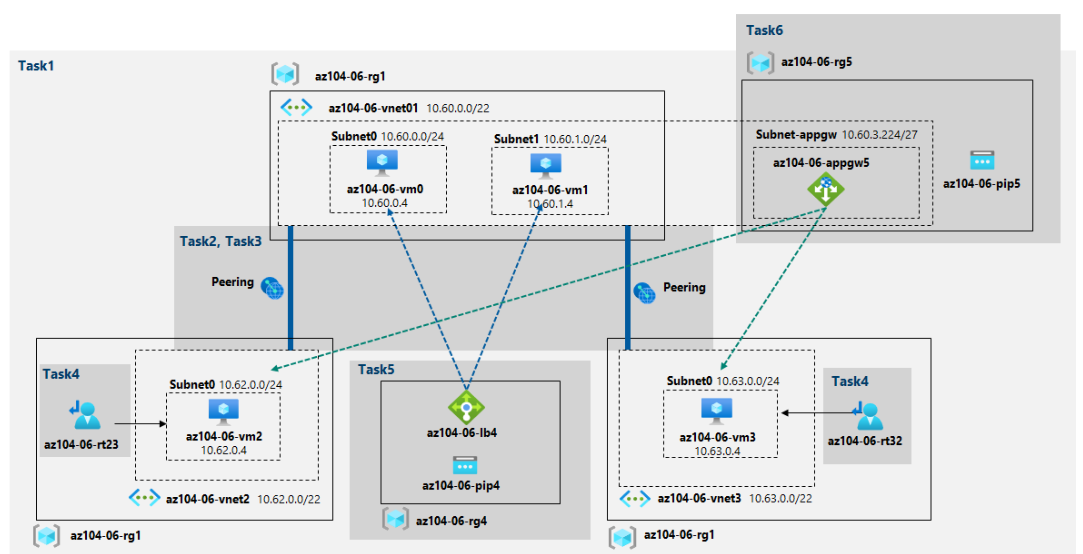 Task1
az104-06-rg1
az104-06-vnet01 10.60.0.0/22
Subnet0 10.60.0.0/24
az104-06-vm0
10.60.0.4
Subnet1 10.60.1.0/24
az104-06-vm1
10.60.1.4
Task6
az104-06-rg5
Subnet-appgw 10.60.3.224/27
az104-06-appgw5
az104-06-pip5
Task2, Task3
Peering
Peering
Task4
az104-06-rt23
Subnet0 10.62.0.0/24
az104-06-vm2
10.62.0.4
az104-06-vnet2 10.62.0.0/22
az104-06-rg1
Task5
az104-06-lb4
az104-06-pip4
az104-06-rg4
Subnet0 10.63.0.0/24
az104-06-vm3
10.63.0.4
Task4
az104-06-rt32
az104-06-vnet3 10.63.0.0/22
az104-06-rg1